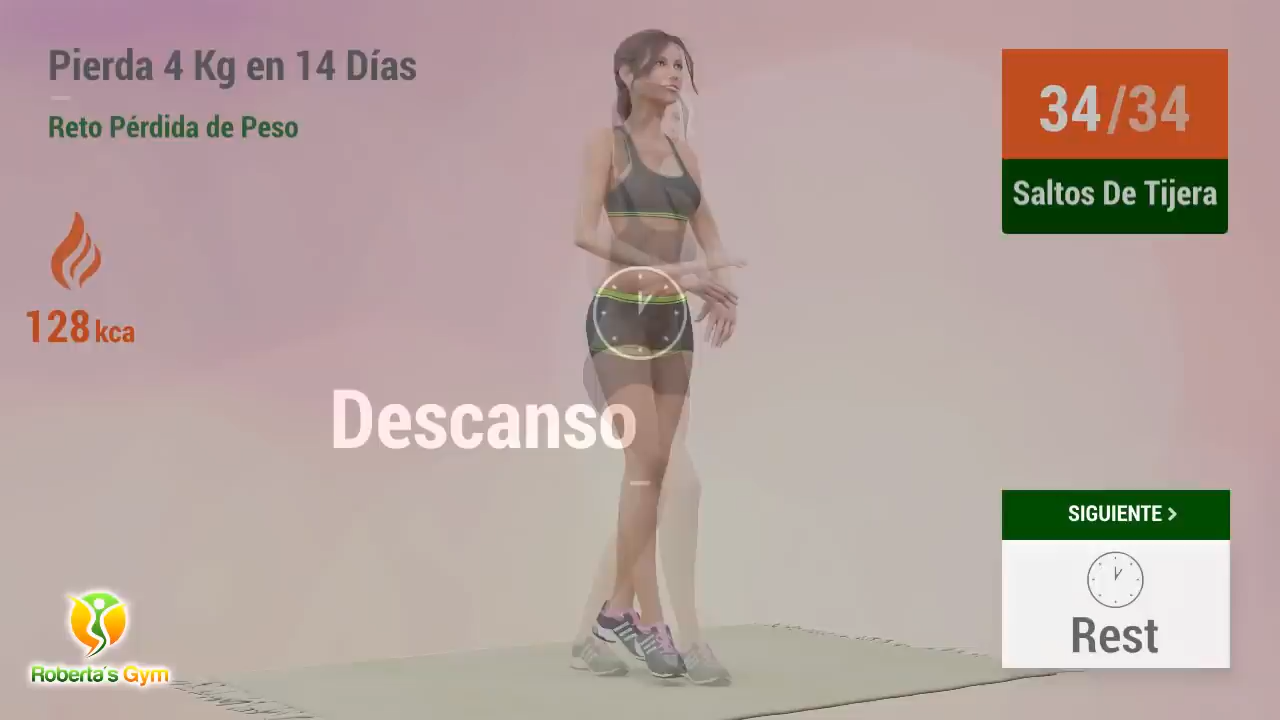 Pierda 4 Kg en 14 Días
Reto Pérdida de Peso
34/34
Saltos De Tijera
128 kca
Descanso
SIGUIENTE >
Rest
Roberta´s Gym